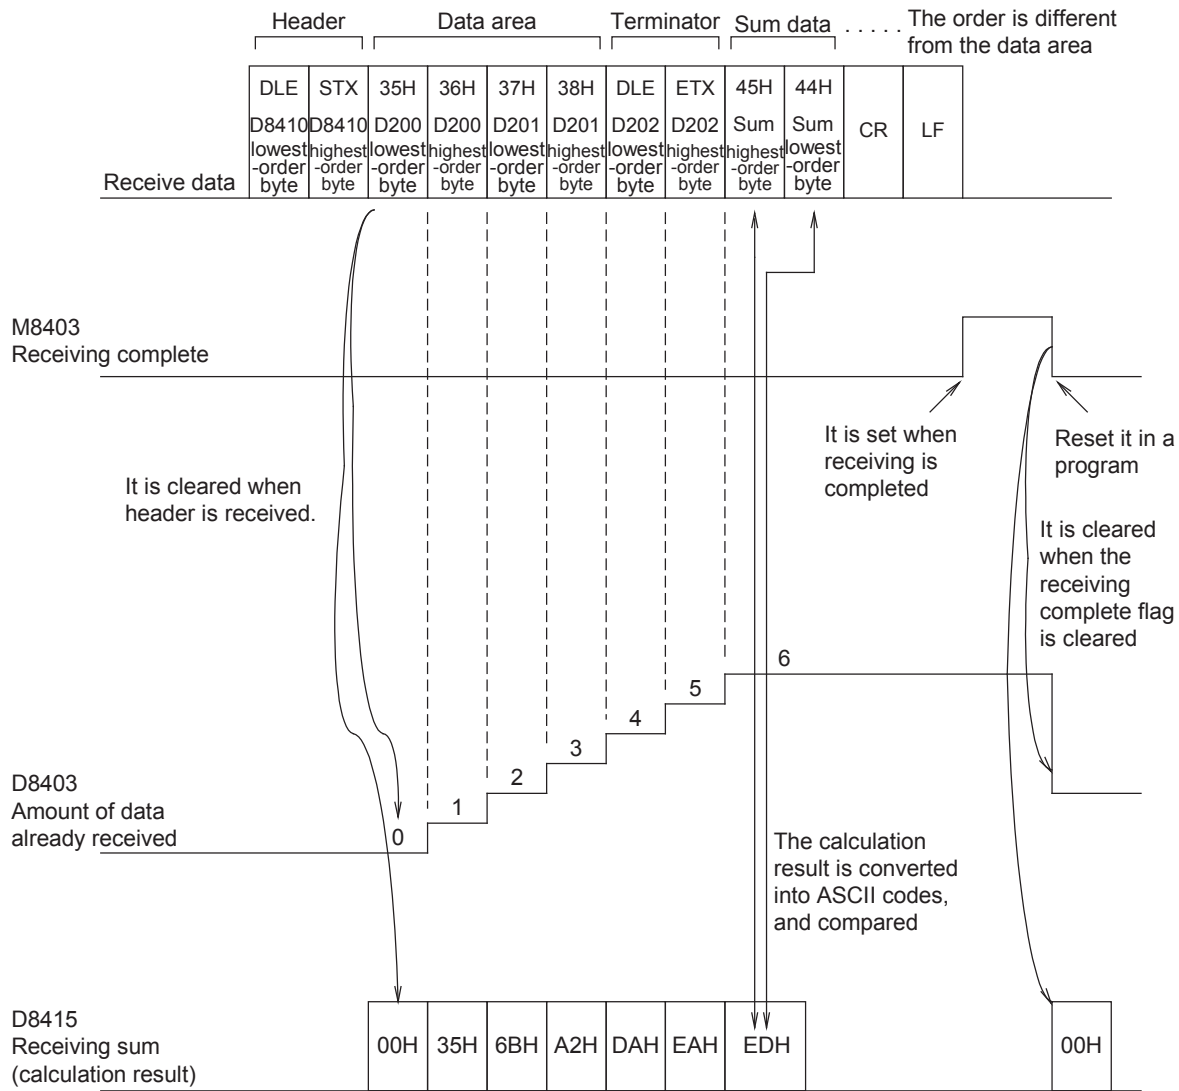 Header
Data area
Terminator
Sum data
. . . . . The order is different
from the data area
DLE
STX
35H
36H
37H
38H
DLE
ETX
45H
44H
D8410
lowest
-order
byte
D8410
highest
-order
byte
D200
lowest
-order
byte
D200
highest
-order
byte
D201
lowest
-order
byte
D201
highest
-order
byte
D202
lowest
-order
byte
D202
highest
-order
byte
Sum
highest
-order
byte
Sum
lowest
-order
byte
CR
LF
Receive data
M8403
Receiving complete
It is set when
receiving is
completed
Reset it in a
program
It is cleared when
header is received.
It is cleared
when the
receiving
complete flag
is cleared
6
5
4
3
2
1
0
D8403
Amount of data
already received
The calculation
result is converted
into ASCII codes,
and compared
D8415
Receiving sum
(calculation result)
00H
35H
6BH
A2H
DAH
EAH
EDH
00H